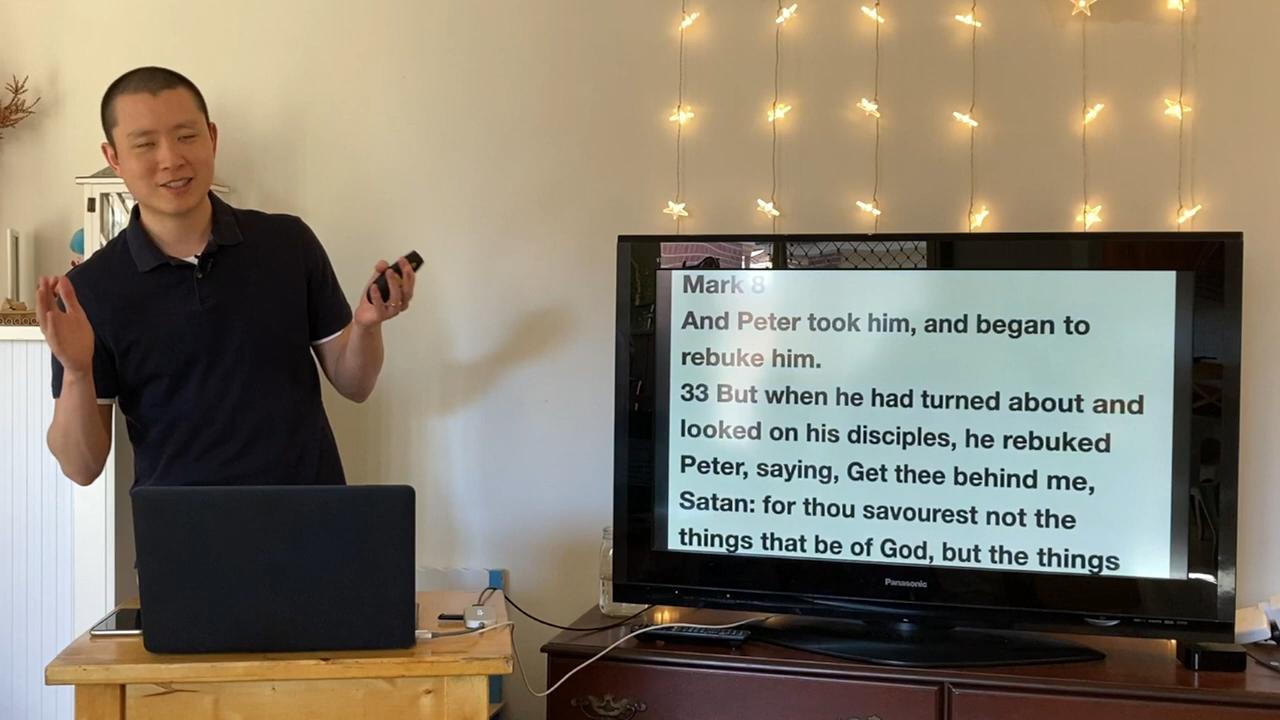 Mark 8
And Peter took him, and began to
rebuke him.
33 But when he had turned about and
looked on his disciples, he rebuked
Peter, saying, Get thee behind me,
Satan: for thou savourest not the
things that be of God, but the things
Panasonic